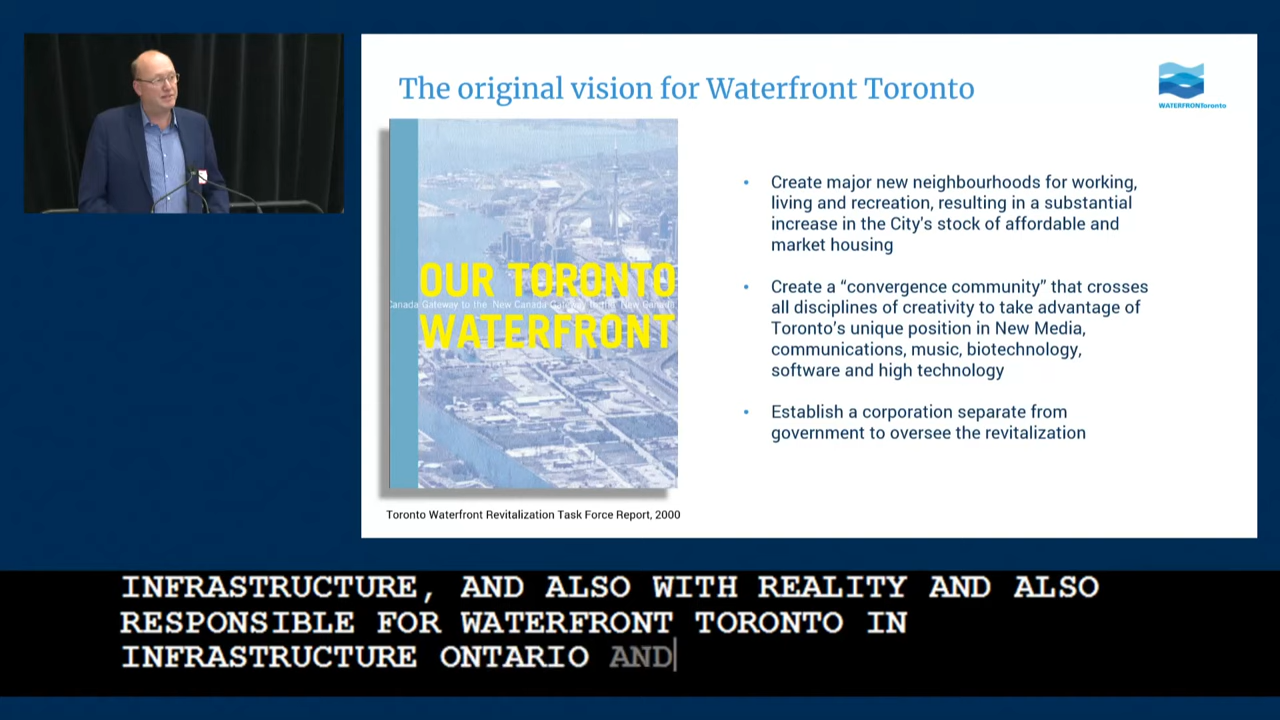 The original vision for Waterfront Toronto
WATERFRONToronto
OUR TORONTO
Canada Gateway to the New Canada Gateway to the New Canada
WATERFRONT
Toronto Waterfront Revitalization Task Force Report, 2000
• Create major new neighbourhoods for working,
living and recreation, resulting in a substantial
increase in the City's stock of affordable and
market housing
• Create a “convergence community” that crosses
all disciplines of creativity to take advantage of
Toronto's unique position in New Media,
communications, music, biotechnology,
software and high technology
• Establish a corporation separate from
government to oversee the revitalization
INFRASTRUCTURE, AND ALSO WITH REALITY AND ALSO
RESPONSIBLE FOR WATERFRONT TORONTO IN
INFRASTRUCTURE ONTARIO AND